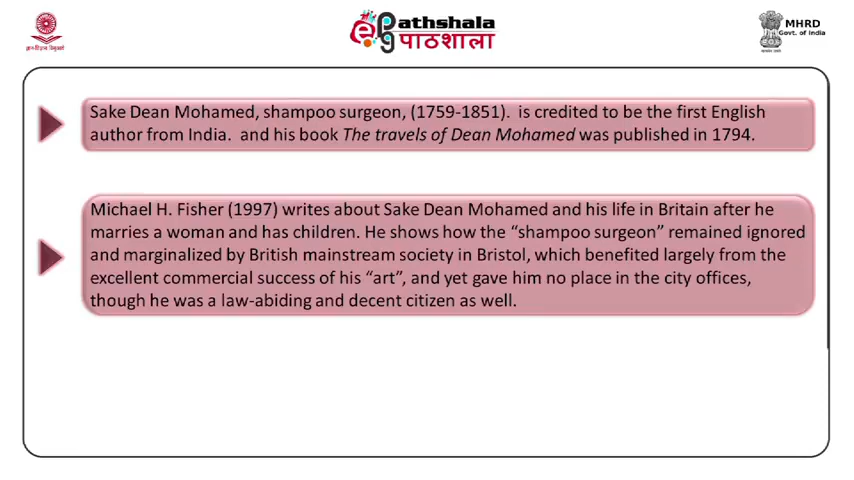 Pathshala
पाठशाला
MHRD
Govt. of India
Sake Dean Mohamed, shampoo surgeon, (1759-1851).  is credited to be the first English
author from India.  and his book The travels of Dean Mohamed was published in 1794.
Michael H. Fisher (1997) writes about Sake Dean Mohamed and his life in Britain after he
marries a woman and has children. He shows how the “shampoo surgeon” remained ignored
and marginalized by British mainstream society in Bristol, which benefited largely from the
excellent commercial success of his “art”, and yet gave him no place in the city offices,
though he was a law-abiding and decent citizen as well.